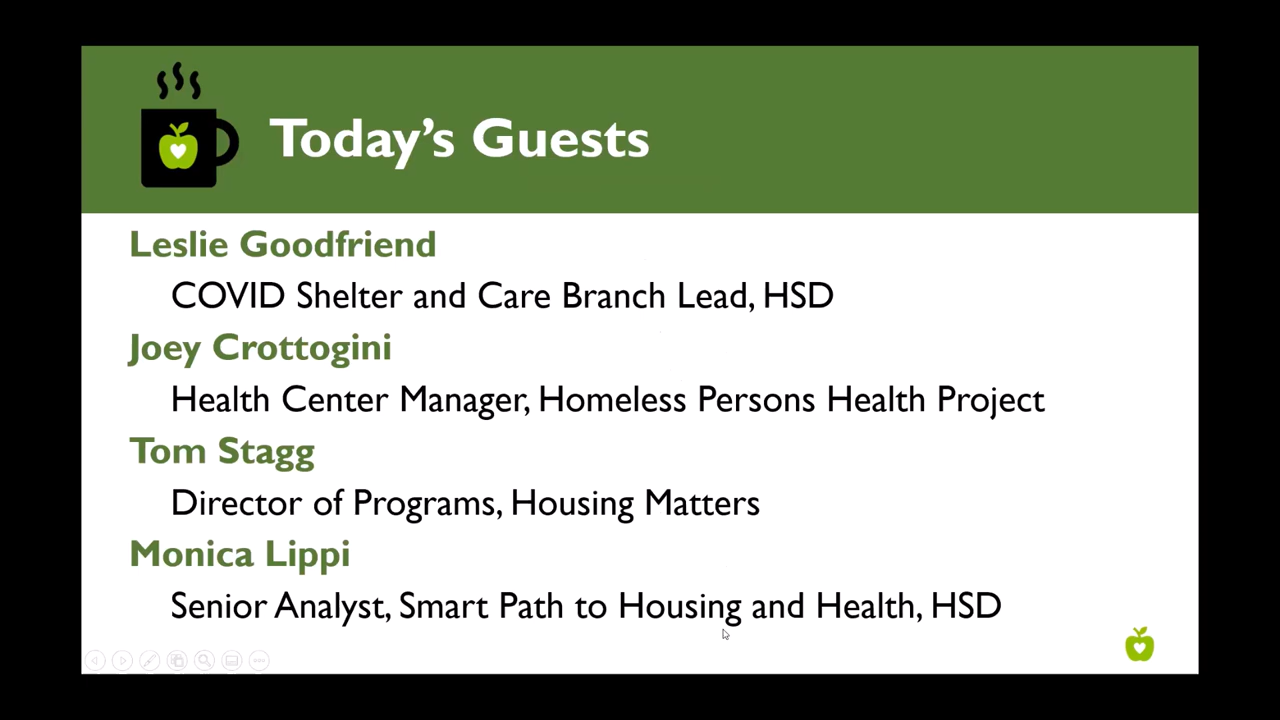 Today's Guests
Leslie Goodfriend
COVID Shelter and Care Branch Lead, HSD
Joey Crottogini
Health Center Manager, Homeless Persons Health Project
Tom Stagg
Director of Programs, Housing Matters
Monica Lippi
Senior Analyst, Smart Path to Housing and Health, HSD